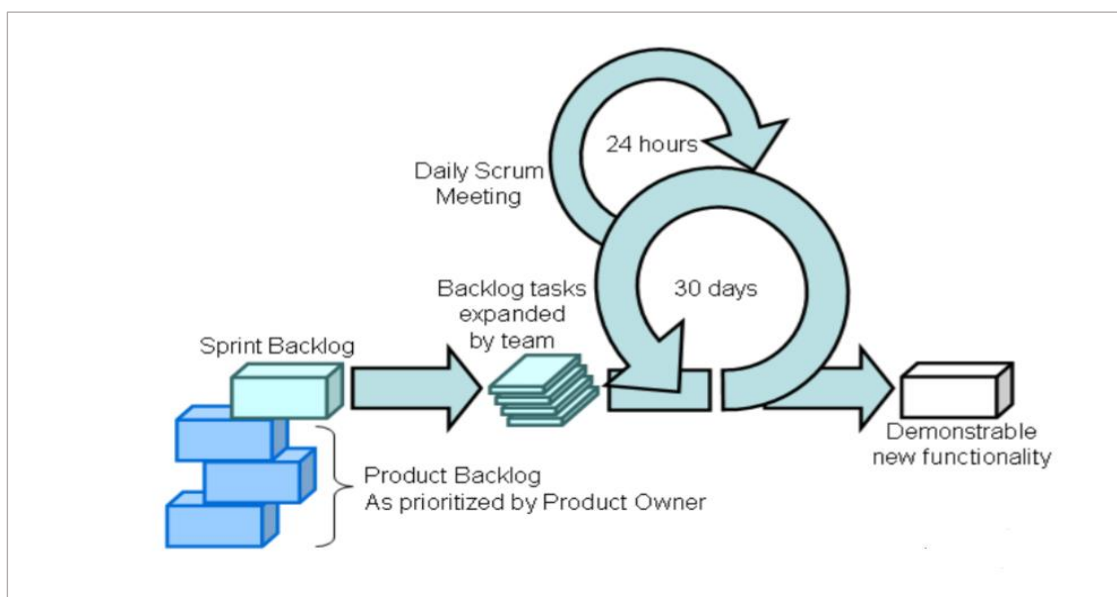 24 hours
Daily Scrum
Meeting
Backlog tasks
expanded
by team
30 days
Sprint Backlog
Product Backlog
As prioritized by Product Owner
Demonstrable
new functionality